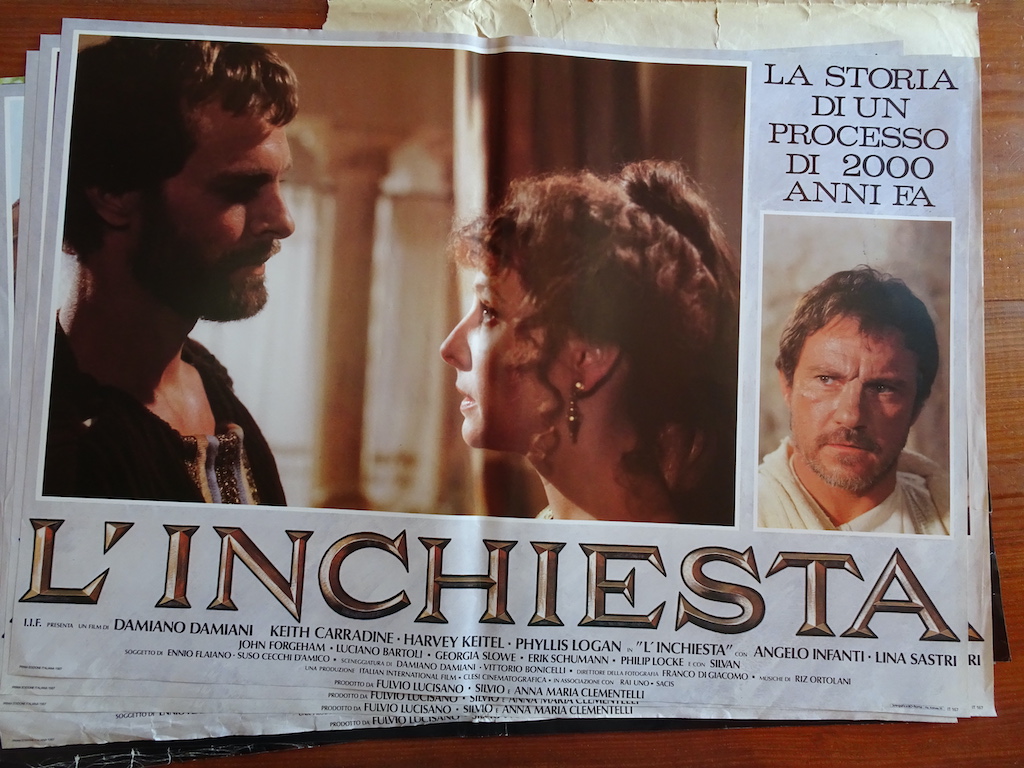 LA STORIA
DI UN
PROCESSO
DI 2000
ANNI FA
L'INCHIESTA
I.I.F. PRESENTA UN FILM DI DAMIANO DAMIANI KEITH CARRADINE · HARVEY KEITEL · PHYLLIS LOGAN IN "L'INCHIESTA" CON ANGELO INFANTI · LINA SASTRI RI
JOHN FORGEHAM · LUCIANO BARTOLI · GEORGIA SLOWE · ERIK SCHUMANN · PHILIP LOCKE E CON SILVAN
SOGGETTO DI ENNIO FLAIANO · SUSO CECCHI D'AMICO · SCENEGGIATURA DI DAMIANO DAMIANI · VITTORIO BONICELLI · DIRETTORE DELLA FOTOGRAFIA FRANCO DI GIACOMO · MUSICHE DI RIZ ORTOLANI
UNA PRODUZIONE ITALIAN INTERNATIONAL FILM · CLESI CINEMATOGRAFICA · IN ASSOCIAZIONE CON RAI UNO · SACIS
PRODOTTO DA FULVIO LUCISANO · SILVIO E ANNA MARIA CLEMENTELLI
PRODOTTO DA FULVIO LUCISANO · SILVIO E ANNA MARIA CLEMENTELLI
PRODOTTO DA FULVIO LUCISANO · SILVIO E ANNA MARIA CLEMENTELLI
SOGGETTO DI
PRODOTTO DA FULVIO LUCISANO